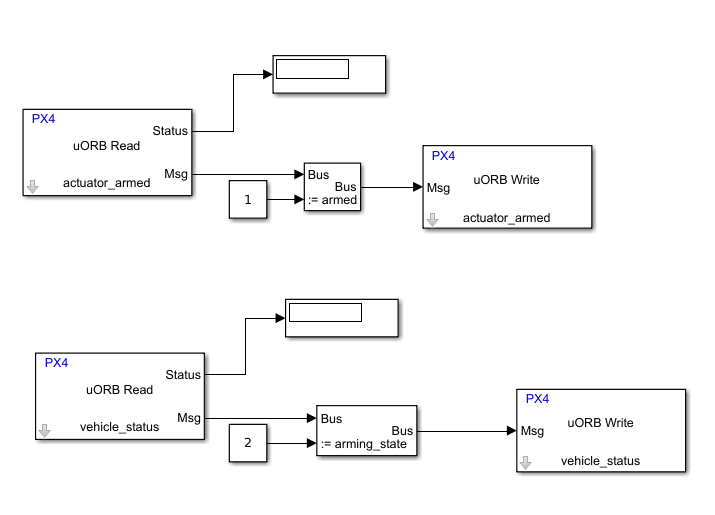 PX4
uORB Read
Status
Msg
actuator_armed
1
Bus
Bus
:= armed
PX4
uORB Write
Msg
actuator_armed
PX4
uORB Read
Status
Msg
vehicle_status
2
Bus
Bus
:= arming_state
PX4
uORB Write
Msg
vehicle_status